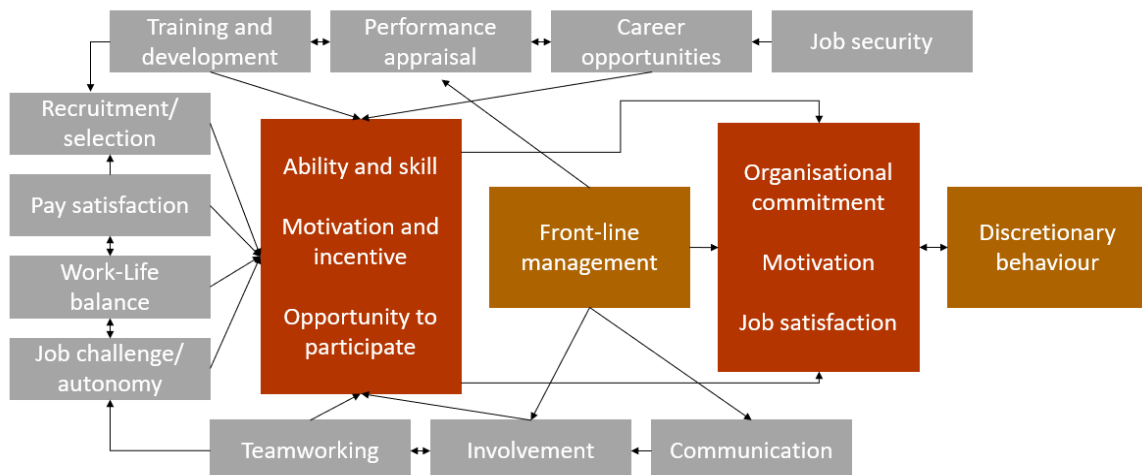 Training and
development
Performance
appraisal
Career
opportunities
Job security
Recruitment/
selection
Pay satisfaction
Work-Life
balance
Job challenge/
autonomy
Ability and skill
Motivation and
incentive
Opportunity to
participate
Front-line
management
Organisational
commitment
Motivation
Job satisfaction
Discretionary
behaviour
Teamworking
Involvement
Communication